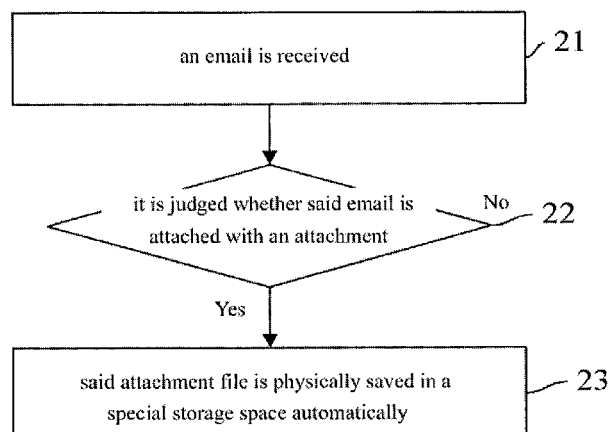 an email is received
21
it is judged whether said email is
attached with an attachment
No
22
Yes
said attachment file is physically saved in a
special storage space automatically
23